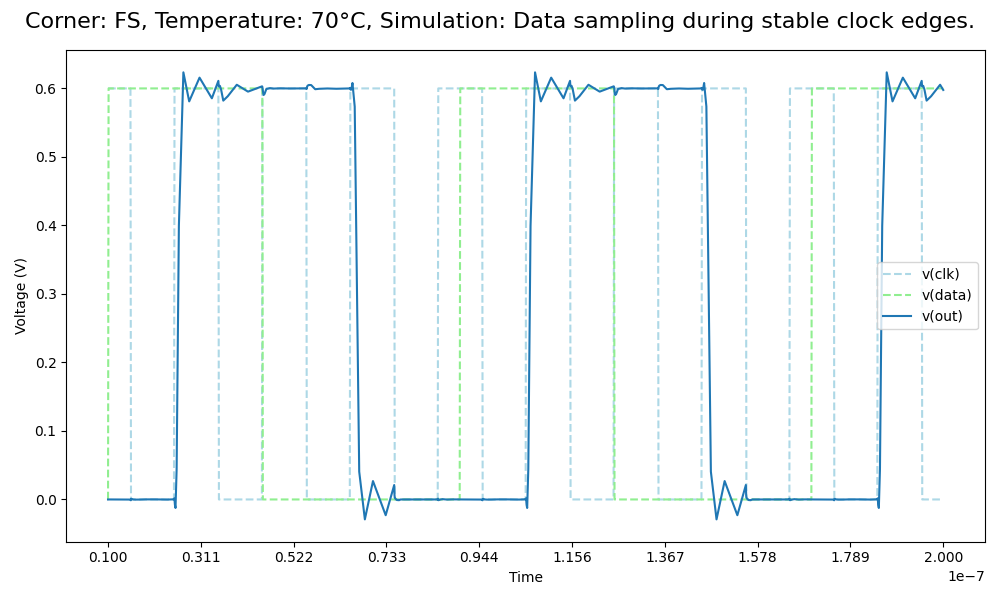 Corner: FS, Temperature: 70°C, Simulation: Data sampling during stable clock edges.
0.6
0.5
0.4
0.3
0.2
0.1
0.0
Voltage (V)
v(clk)
v(data)
v(out)
0.100 0.311 0.522 0.733 0.944 1.156 1.367 1.578 1.789 2.000
Time
1e−7